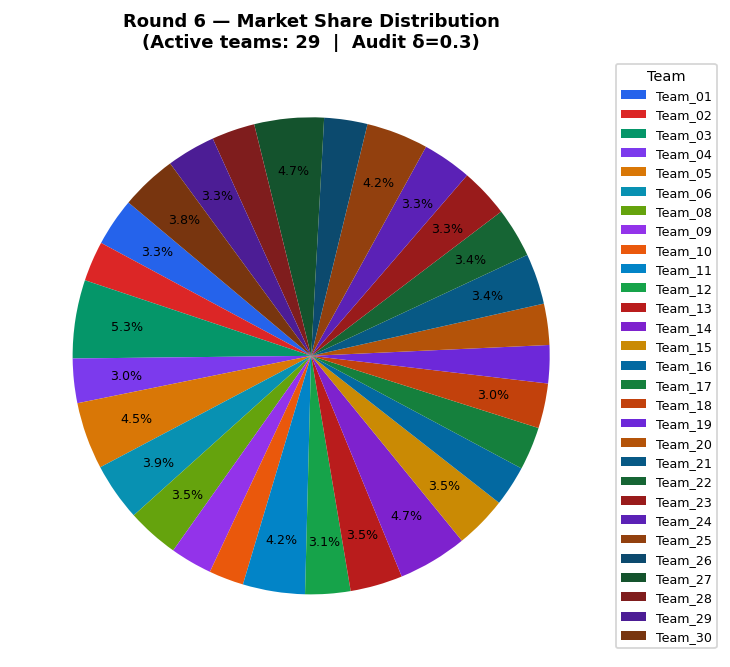 Round 6 — Market Share Distribution
(Active teams: 29  |  Audit δ=0.3)
3.3%
5.3%
3.0%
4.5%
3.9%
3.5%
4.2%
3.1%
3.5%
4.7%
3.5%
3.0%
3.4%
3.4%
3.3%
3.3%
4.2%
4.7%
3.3%
3.8%
Team
Team_01
Team_02
Team_03
Team_04
Team_05
Team_06
Team_08
Team_09
Team_10
Team_11
Team_12
Team_13
Team_14
Team_15
Team_16
Team_17
Team_18
Team_19
Team_20
Team_21
Team_22
Team_23
Team_24
Team_25
Team_26
Team_27
Team_28
Team_29
Team_30